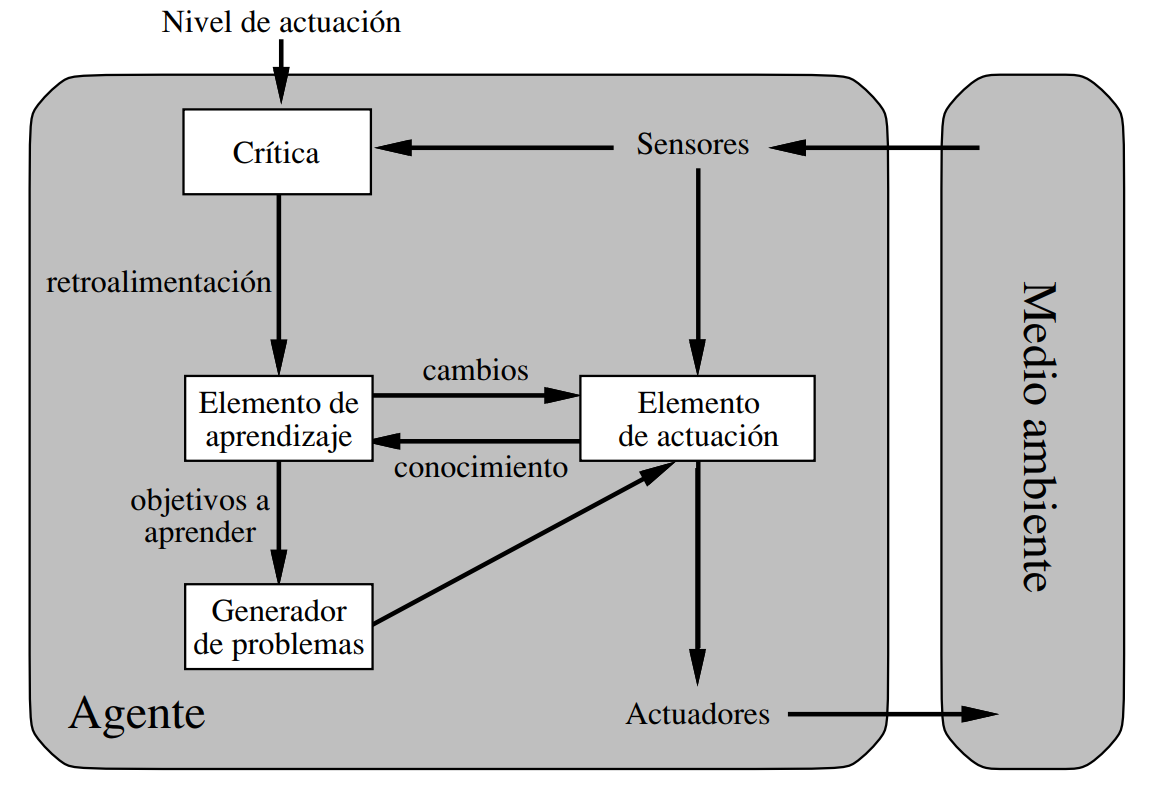 Nivel de actuación
Crítica
Sensores
retroalimentación
cambios
Elemento de
aprendizaje
Elemento
de actuación
conocimiento
objetivos a
aprender
Generador
de problemas
Agente
Actuadores
Medio ambiente